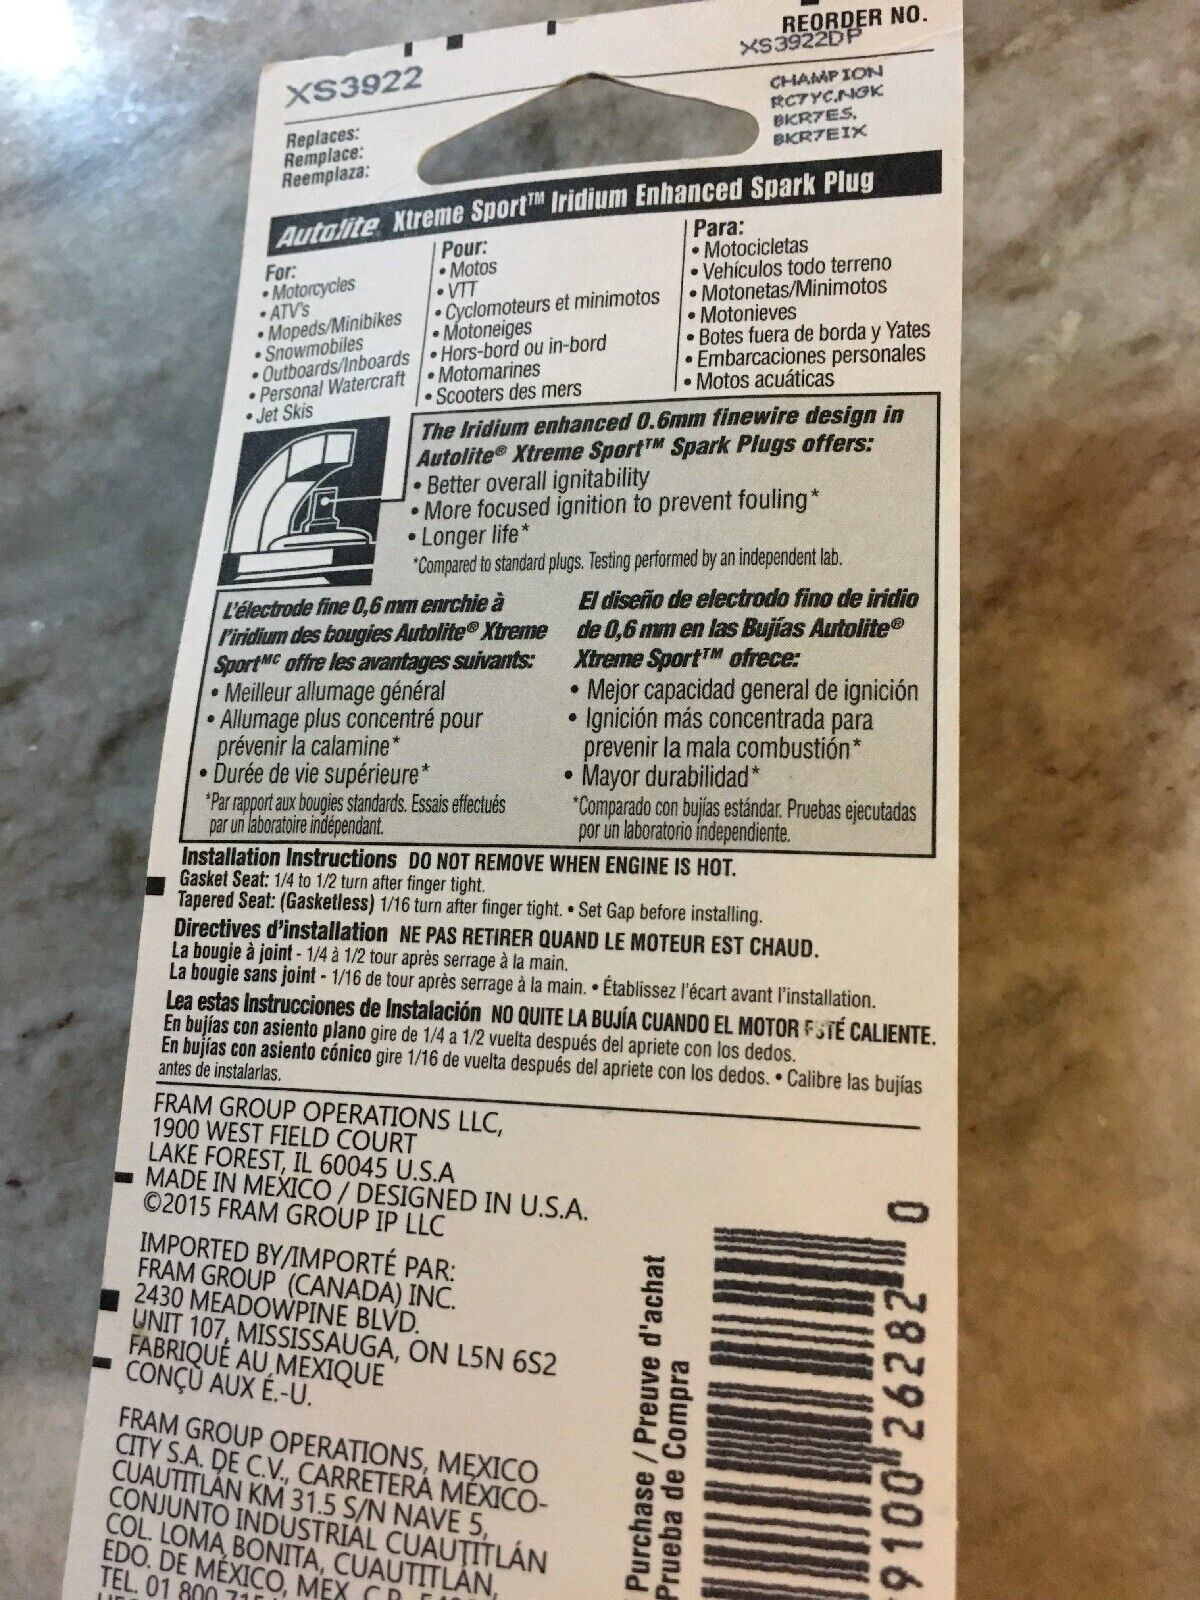 REORDER NO.
XS3922DP
XS3922
CHAMPION
RC7YC,NGK
BKR7ES,
BKR7EIX
Replaces:
Remplace:
Reemplaza:
Autolite Xtreme Sport™ Iridium Enhanced Spark Plug
For:
• Motorcycles
• ATV's
• Mopeds/Minibikes
• Snowmobiles
• Outboards/Inboards
• Personal Watercraft
• Jet Skis
Pour:
• Motos
• VTT
• Cyclomoteurs et minimotos
• Motoneiges
• Hors-bord ou in-bord
• Motomarines
• Scooters des mers
Para:
• Motocicletas
• Vehículos todo terreno
• Motonetas/Minimotos
• Motonieves
• Botes fuera de borda y Yates
• Embarcaciones personales
• Motos acuáticas
The Iridium enhanced 0.6mm finewire design in
Autolite® Xtreme Sport™ Spark Plugs offers:
• Better overall ignitability
• More focused ignition to prevent fouling*
• Longer life*
*Compared to standard plugs. Testing performed by an independent lab.
L'électrode fine 0,6 mm enrchie à
l'iridium des bougies Autolite® Xtreme
Sport MC offre les avantages suivants:
• Meilleur allumage général
• Allumage plus concentré pour
prévenir la calamine*
• Durée de vie supérieure*
*Par rapport aux bougies standards. Essais effectués
par un laboratoire indépendant.
El diseño de electrodo fino de iridio
de 0,6 mm en las Bujías Autolite®
Xtreme Sport™ ofrece:
• Mejor capacidad general de ignición
• Ignición más concentrada para
prevenir la mala combustión*
• Mayor durabilidad*
*Comparado con bujías estándar. Pruebas ejecutadas
por un laboratorio independiente.
Installation Instructions DO NOT REMOVE WHEN ENGINE IS HOT.
Gasket Seat: 1/4 to 1/2 turn after finger tight.
Tapered Seat: (Gasketless) 1/16 turn after finger tight. • Set Gap before installing.
Directives d'installation NE PAS RETIRER QUAND LE MOTEUR EST CHAUD.
La bougie à joint - 1/4 à 1/2 tour après serrage à la main.
La bougie sans joint - 1/16 de tour après serrage à la main. • Établissez l'écart avant l'installation.
Lea estas Instrucciones de Instalación NO QUITE LA BUJÍA CUANDO EL MOTOR ESTÉ CALIENTE.
En bujías con asiento plano gire de 1/4 a 1/2 vuelta después del apriete con los dedos.
En bujías con asiento cónico gire 1/16 de vuelta después del apriete con los dedos. • Calibre las bujías
antes de instalarlas.
FRAM GROUP OPERATIONS LLC,
1900 WEST FIELD COURT
LAKE FOREST, IL 60045 U.S.A
MADE IN MEXICO / DESIGNED IN U.S.A.
©2015 FRAM GROUP IP LLC
IMPORTED BY/IMPORTÉ PAR:
FRAM GROUP (CANADA) INC.
2430 MEADOWPINE BLVD.
UNIT 107, MISSISSAUGA, ON L5N 6S2
FABRIQUÉ AU MEXIQUE
CONÇU AUX É.-U.
FRAM GROUP OPERATIONS, MEXICO
CITY S.A. DE C.V., CARRETERA MÉXICO-
CUAUTITLÁN KM 31.5 S/N NAVE 5,
CONJUNTO INDUSTRIAL CUAUTITLÁN
COL. LOMA BONITA, CUAUTITLÁN,
EDO. DE MÉXICO, MEX. C.P.
TEL. 01 800 715
Purchase / Preuve d'achat
Prueba de Compra
9100 26282 0